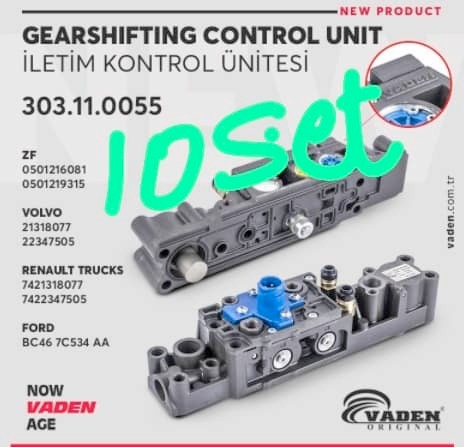 NEW PRODUCT
GEARSHIFTING CONTROL UNIT
İLETİM KONTROL ÜNİTESİ
303.11.0055
10set
VADEN
ZF
0501216081
0501219315
VOLVO
21318077
22347505
RENAULT TRUCKS
7421318077
7422347505
FORD
BC46 7C534 AA
vaden.com.tr
NOW
VADEN
AGE
VADEN
ORIGINAL